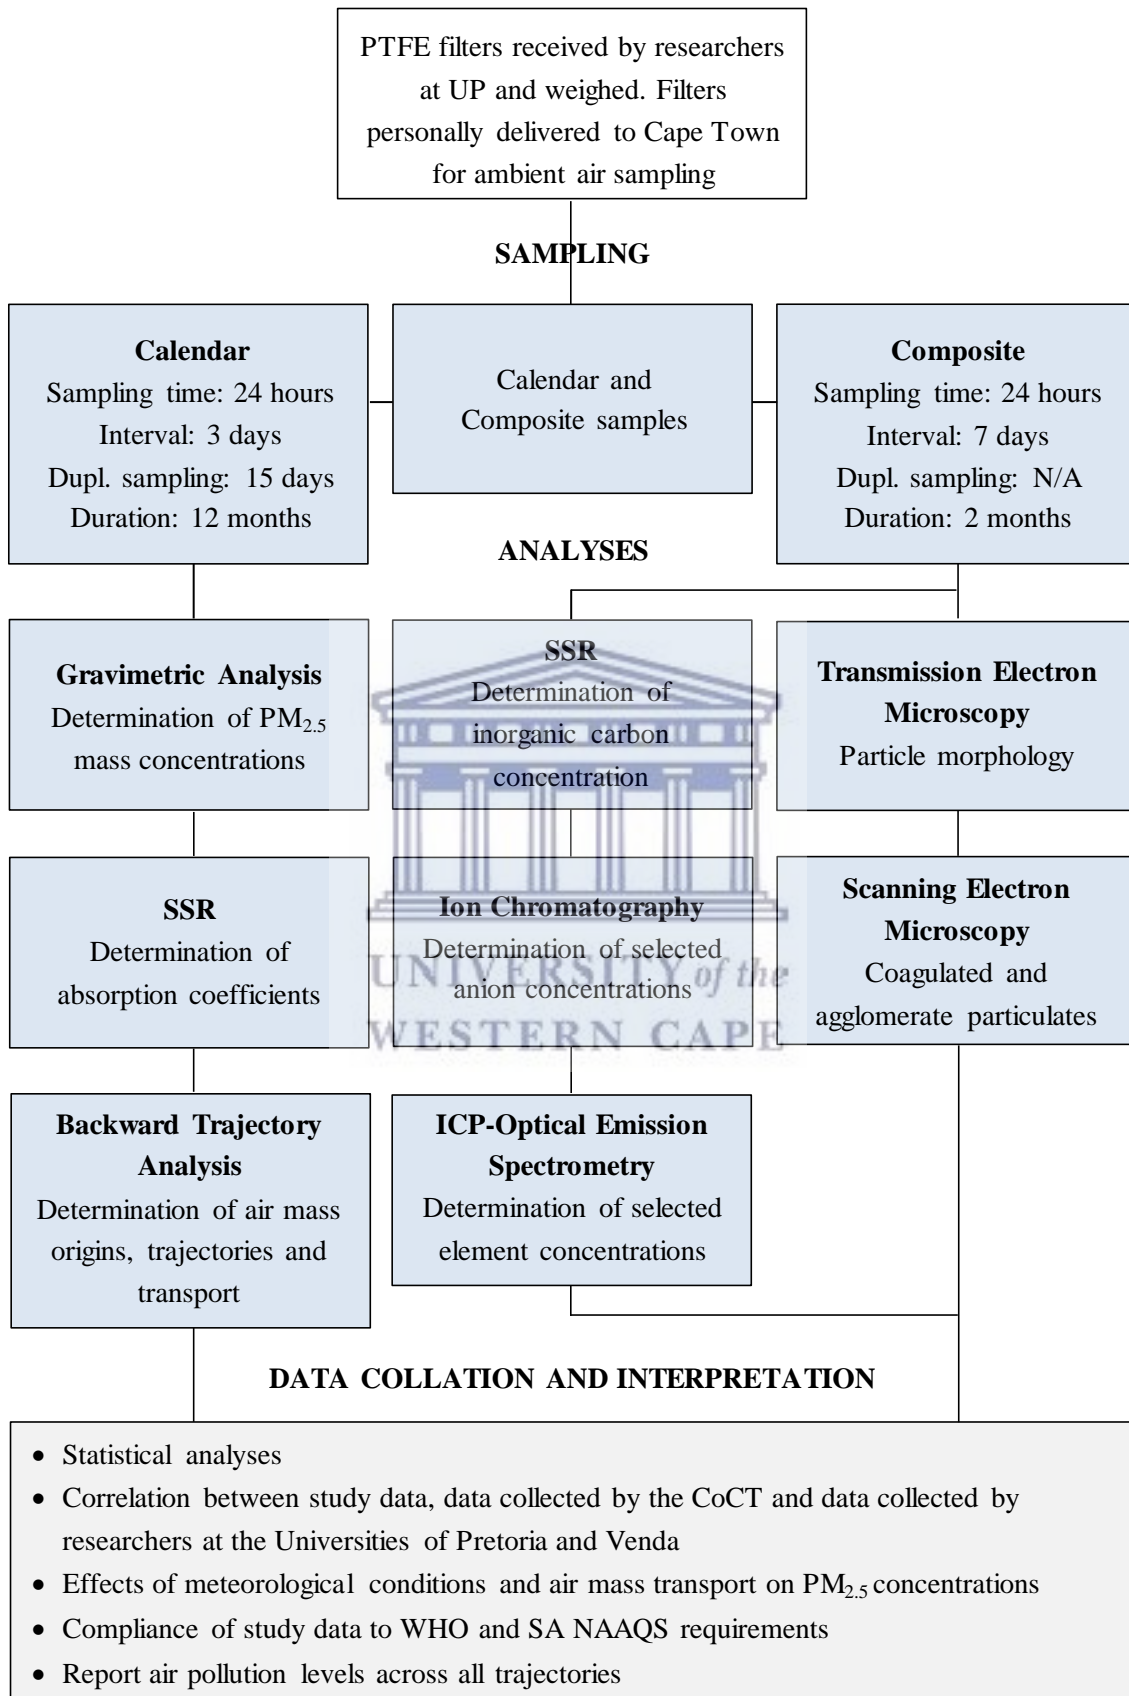 PTFE filters received by researchers
at UP and weighed. Filters
personally delivered to Cape Town
for ambient air sampling
SAMPLING
Calendar
Sampling time: 24 hours
Interval: 3 days
Dupl. sampling: 15 days
Duration: 12 months
Calendar and
Composite samples
Composite
Sampling time: 24 hours
Interval: 7 days
Dupl. sampling: N/A
Duration: 2 months
ANALYSES
Gravimetric Analysis
Determination of PM2.5
mass concentrations
SSR
Determination of
inorganic carbon
concentration
Transmission Electron
Microscopy
Particle morphology
SSR
Determination of
absorption coefficients
Ion Chromatography
Determination of selected
anion concentrations
UNIVERSITY of the
WESTERN CAPE
Scanning Electron
Microscopy
Coagulated and
agglomerate particulates
Backward Trajectory
Analysis
Determination of air mass
origins, trajectories and
transport
ICP-Optical Emission
Spectrometry
Determination of selected
element concentrations
DATA COLLATION AND INTERPRETATION
• Statistical analyses
• Correlation between study data, data collected by the CoCT and data collected by
researchers at the Universities of Pretoria and Venda
• Effects of meteorological conditions and air mass transport on PM2.5 concentrations
• Compliance of study data to WHO and SA NAAQS requirements
• Report air pollution levels across all trajectories